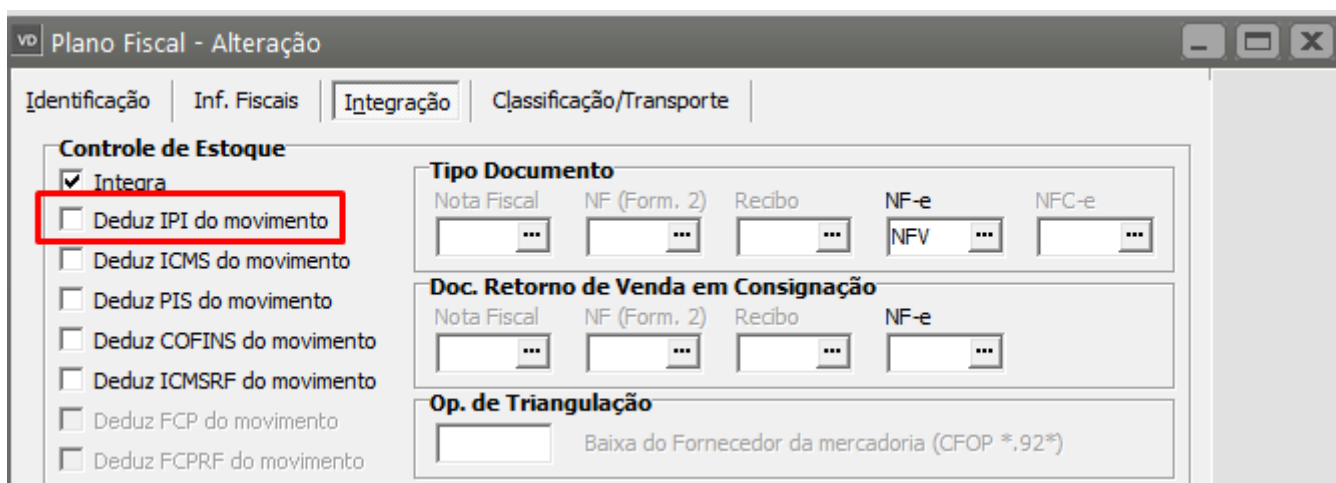 VD Plano Fiscal - Alteração
Identificação Inf. Fiscais Integração Classificação/Transporte
Controle de Estoque
Integra
Deduz IPI do movimento
Deduz ICMS do movimento
Deduz PIS do movimento
Deduz COFINS do movimento
Deduz ICMSRF do movimento
Deduz FCP do movimento
Deduz FCPRF do movimento
Tipo Documento
Nota Fiscal NF (Form. 2) Recibo NF-e NFC-e
... ... ... NFV ... ...
Doc. Retorno de Venda em Consignação
Nota Fiscal NF (Form. 2) Recibo NF-e
... ... ... ...
Op. de Triangulação
Baixa do Fornecedor da mercadoria (CFOP *.92*)